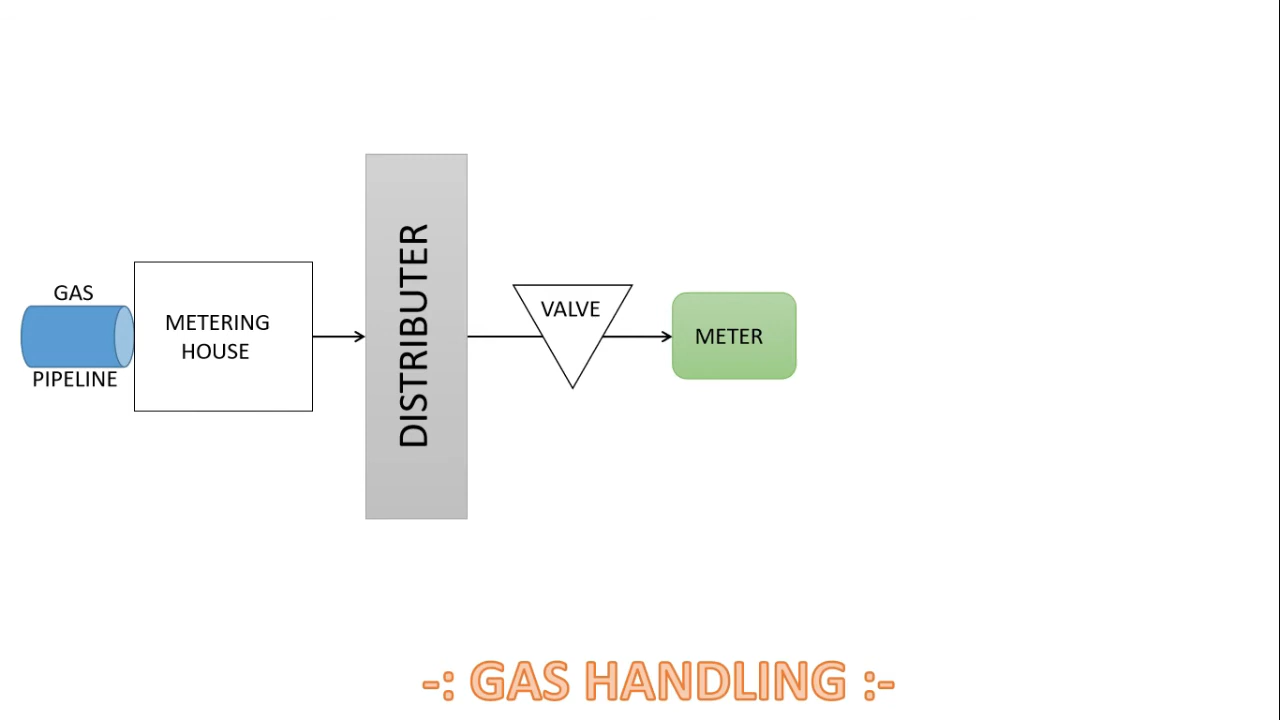 GAS
PIPELINE
METERING
HOUSE
DISTRIBUTER
VALVE
METER
-: GAS HANDLING :-